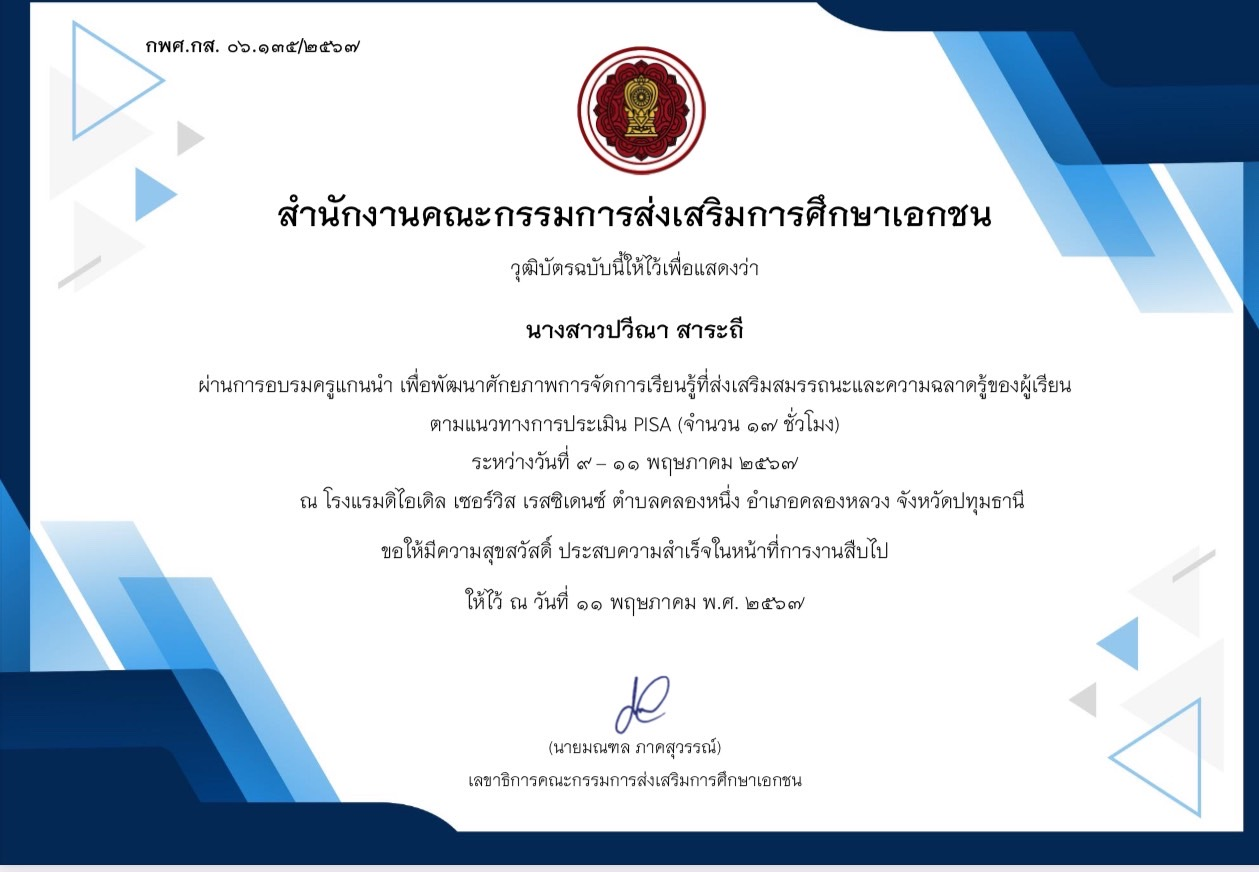 กพศ.กส. ๐๖.๑๓๕/๒๕๖๗
สำนักงานคณะกรรมการส่งเสริมการศึกษาเอกชน
วุฒิบัตรฉบับนี้ให้ไว้เพื่อแสดงว่า
นางสาวปวีณา สาระถี
ผ่านการอบรมครูแกนนำ เพื่อพัฒนาศักยภาพการจัดการเรียนรู้ที่ส่งเสริมสมรรถนะและความฉลาดรู้ของผู้เรียน
ตามแนวทางการประเมิน PISA (จำนวน ๑๗ ชั่วโมง)
ระหว่างวันที่ ๙ – ๑๑ พฤษภาคม ๒๕๖๗
ณ โรงแรมดิไอเดิล เซอร์วิส เรสซิเดนซ์ ตำบลคลองหนึ่ง อำเภอคลองหลวง จังหวัดปทุมธานี
ขอให้มีความสุขสวัสดิ์ ประสบความสำเร็จในหน้าที่การงานสืบไป
ให้ไว้ ณ วันที่ ๑๑ พฤษภาคม พ.ศ. ๒๕๖๗
(นายมณฑล ภาคสุวรรณ์)
เลขาธิการคณะกรรมการส่งเสริมการศึกษาเอกชน